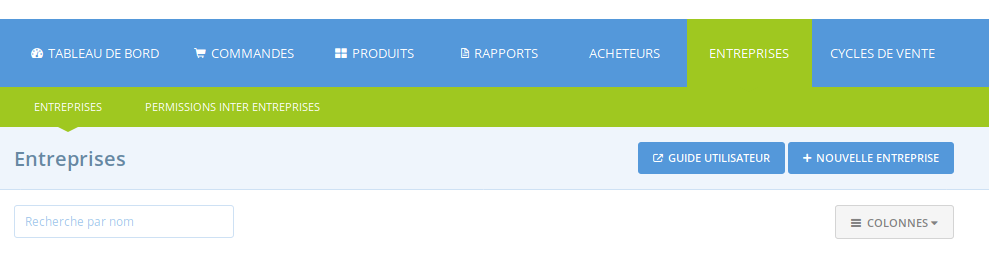 TABLEAU DE BORD COMMANDES PRODUITS RAPPORTS ACHETEURS ENTREPRISES CYCLES DE VENTE
ENTREPRISES PERMISSIONS INTER ENTREPRISES
Entreprises GUIDE UTILISATEUR + NOUVELLE ENTREPRISE
Recherche par nom COLONNES